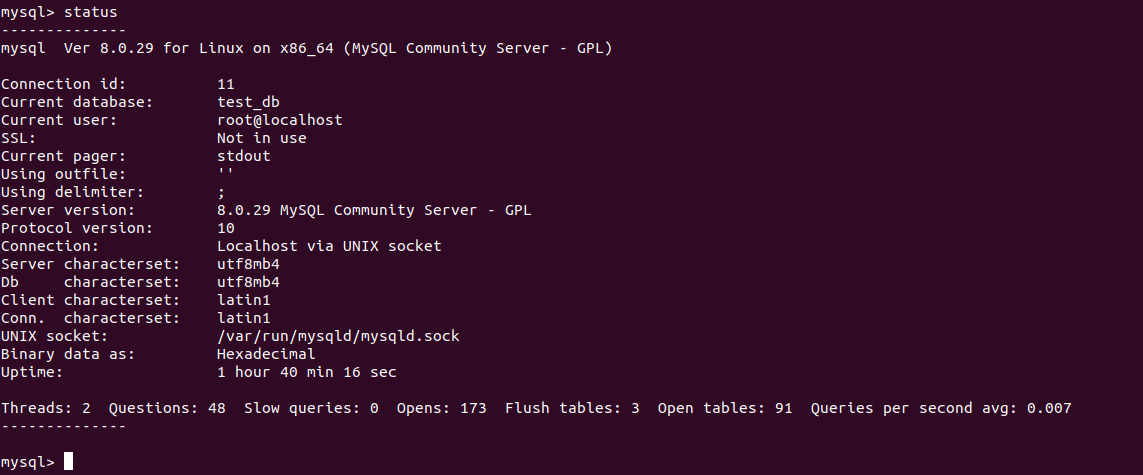 mysql> status
--------------
mysql  Ver 8.0.29 for Linux on x86_64 (MySQL Community Server - GPL)

Connection id:          11
Current database:       test_db
Current user:           root@localhost
SSL:                    Not in use
Current pager:          stdout
Using outfile:          ''
Using delimiter:        ;
Server version:         8.0.29 MySQL Community Server - GPL
Protocol version:       10
Connection:             Localhost via UNIX socket
Server characterset:    utf8mb4
Db     characterset:    utf8mb4
Client characterset:    latin1
Conn.  characterset:    latin1
UNIX socket:            /var/run/mysqld/mysqld.sock
Binary data as:         Hexadecimal
Uptime:                 1 hour 40 min 16 sec

Threads: 2  Questions: 48  Slow queries: 0  Opens: 173  Flush tables: 3  Open tables: 91  Queries per second avg: 0.007
--------------

mysql>